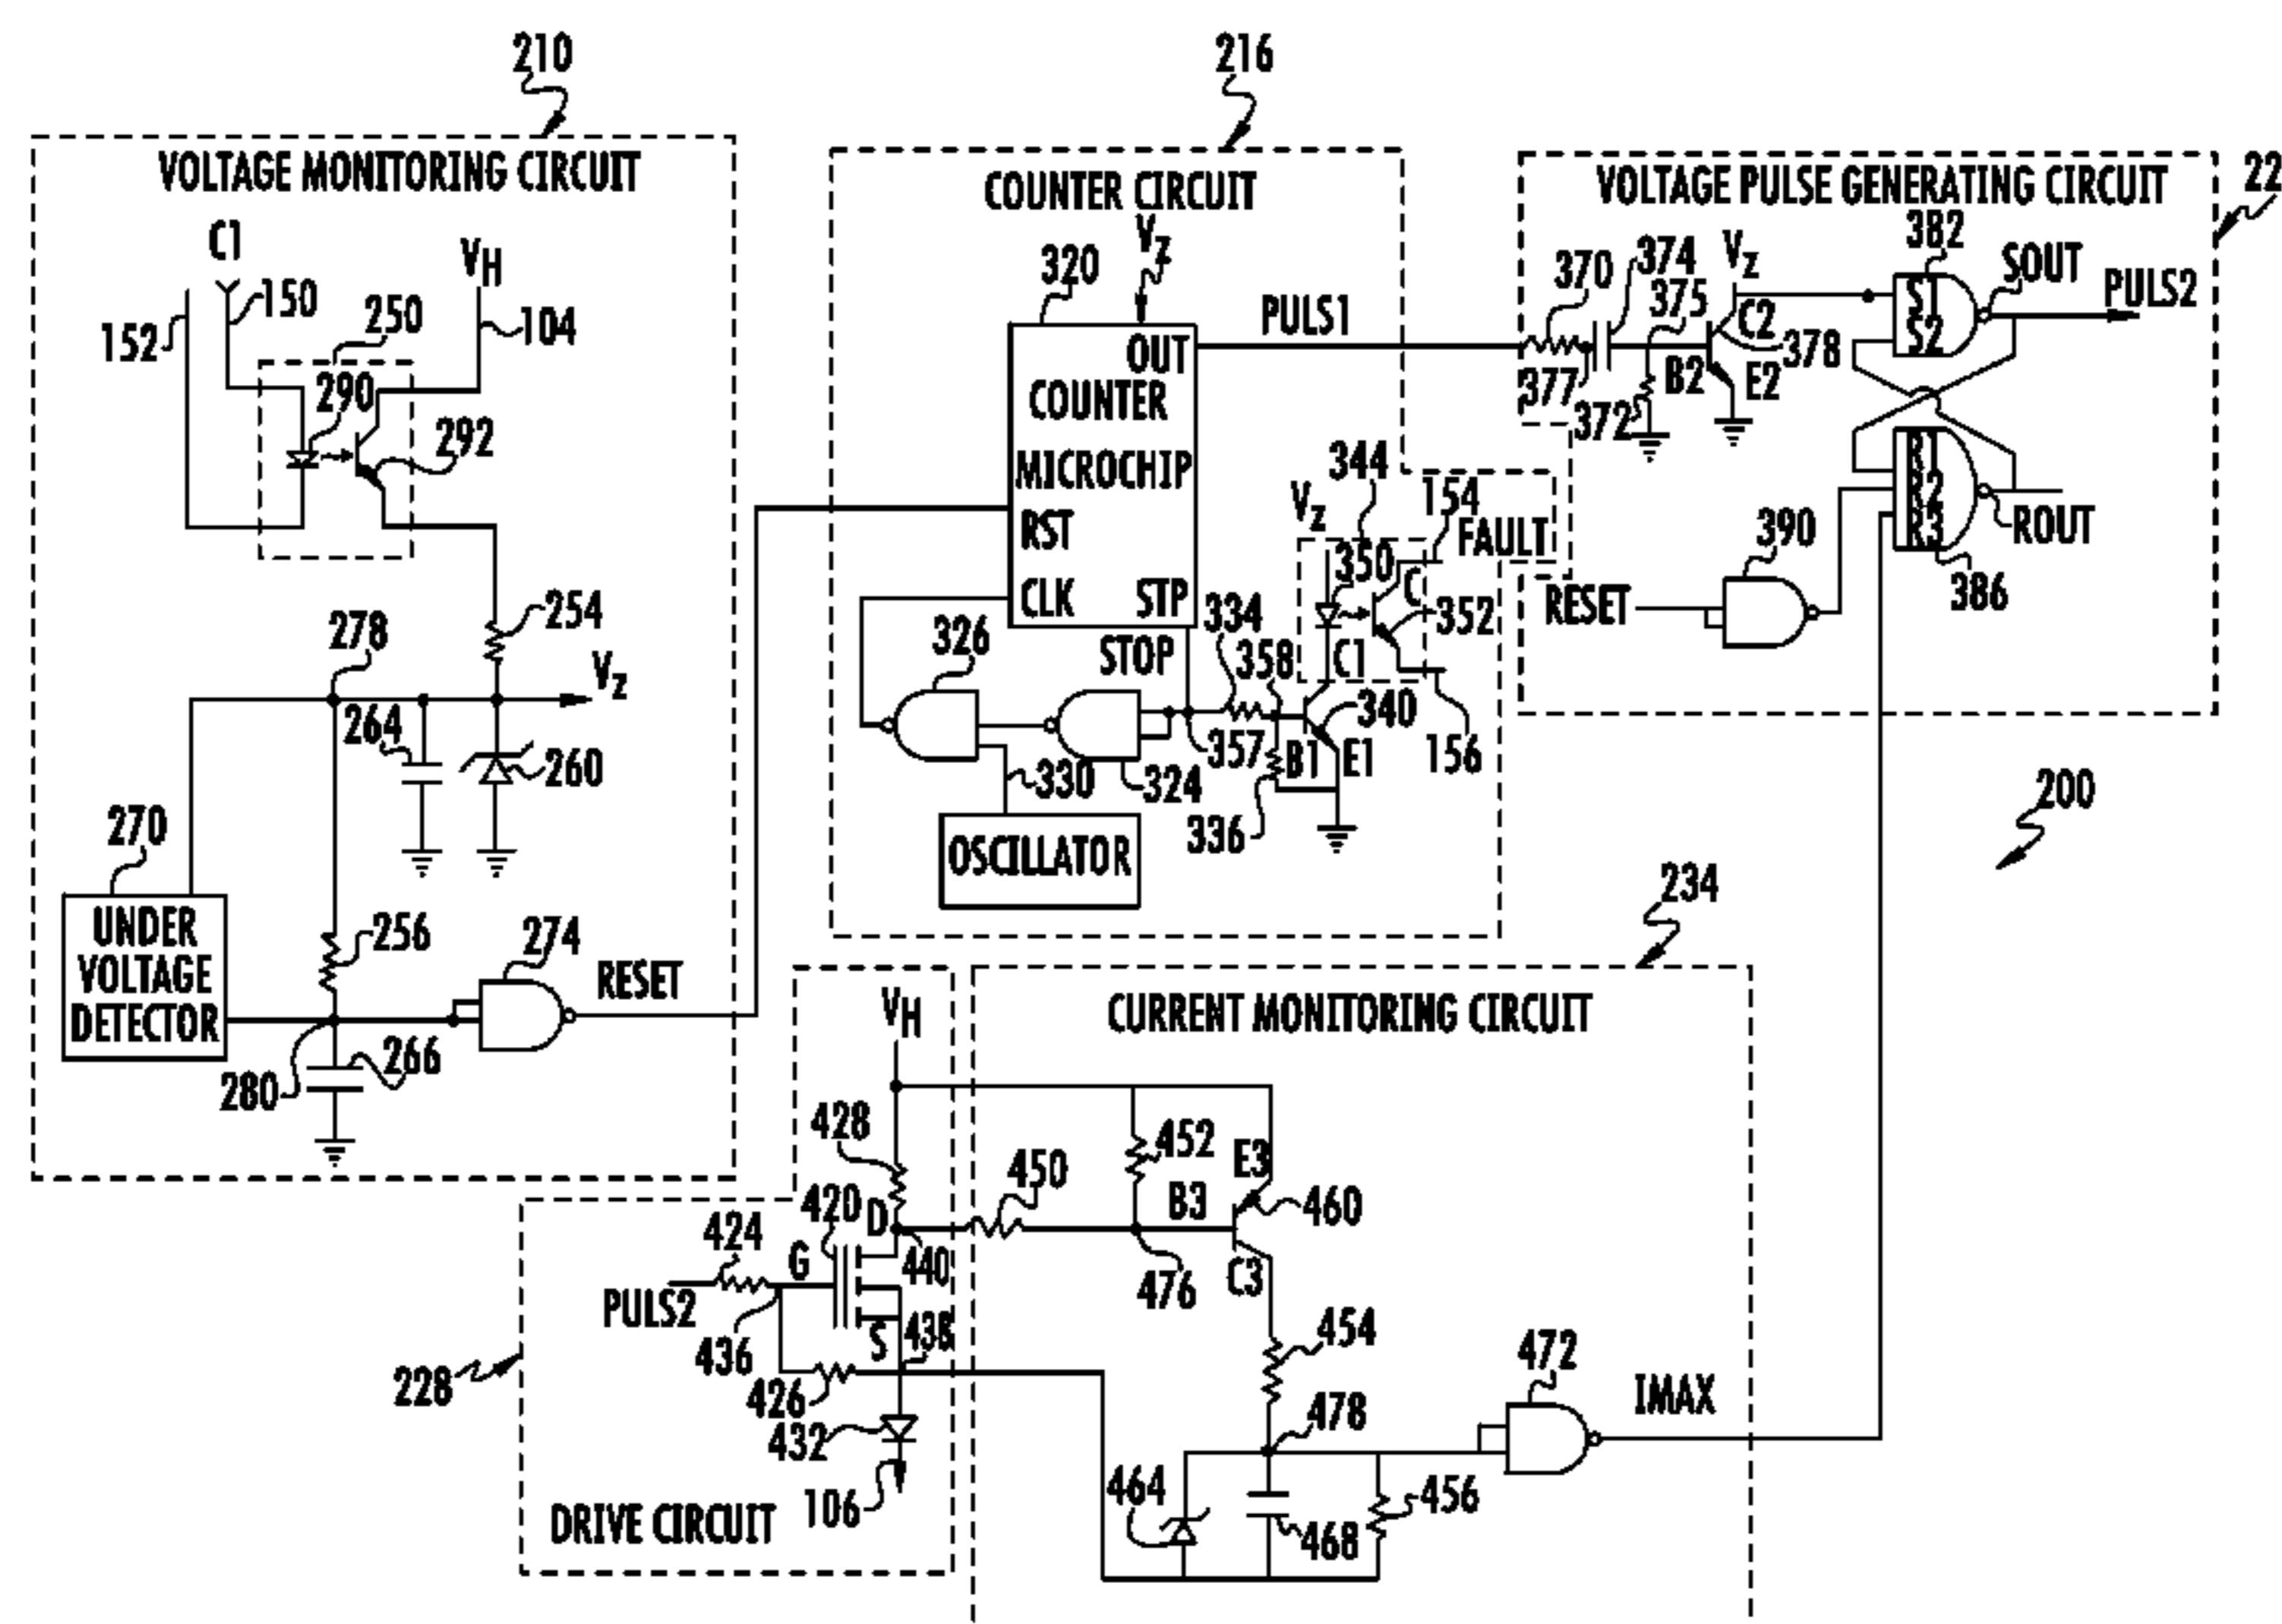 210
216
VOLTAGE MONITORING CIRCUIT
COUNTER CIRCUIT
VOLTAGE PULSE GENERATING CIRCUIT
22
C1
VH
150
152
250
104
290
292
254
278
Vz
264
260
270
UNDER
VOLTAGE
DETECTOR
256
274
RESET
266
280
Vz
320
OUT
COUNTER
MICROCHIP
RST
CLK
STP
PULS1
344
Vz
154
FAULT
350
C
352
334
358
C1
326
STOP
340
357
B1
E1
156
330
324
336
OSCILLATOR
370
374
375
Vz
382
SOUT
PULS2
S1
S2
C2
378
377
B2
E2
372
R1
R2
R3
ROUT
390
386
RESET
200
234
VH
CURRENT MONITORING CIRCUIT
428
452
E3
450
B3
460
420
D
424
G
440
476
C3
PULS2
S
438
436
454
228
426
472
IMAX
478
432
464
456
106
468
DRIVE CIRCUIT